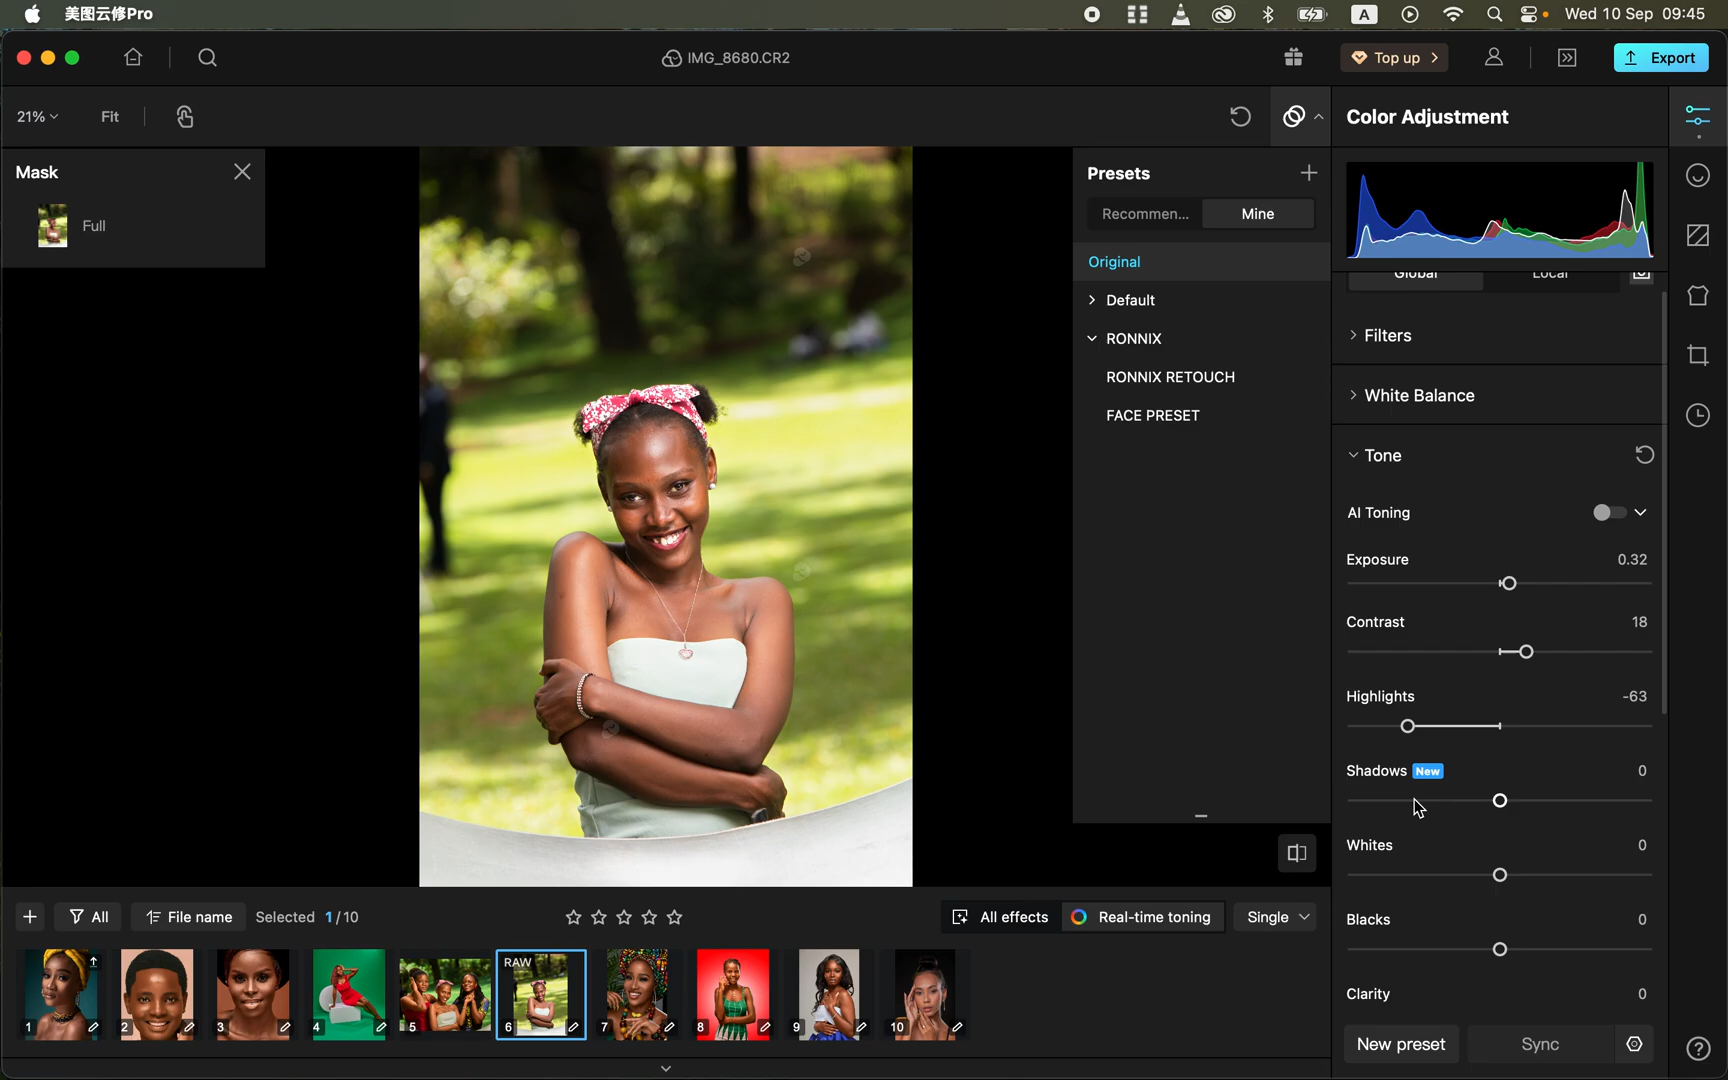 美图云修Pro
A
Wed 10 Sep 09:45
IMG_8680.CR2
Top up
Export
21%
Fit
Color Adjustment
Mask
Full
Presets
Recommen...
Mine
Original
Default
RONNIX
RONNIX RETOUCH
FACE PRESET
Global
Local
Filters
White Balance
Tone
AI Toning
Exposure 0.32
Contrast 18
Highlights -63
Shadows New 0
Whites 0
Blacks 0
Clarity 0
New preset
Sync
All
File name
Selected 1/10
All effects
Real-time toning
Single
RAW
1
2
3
4
5
6
7
8
9
10